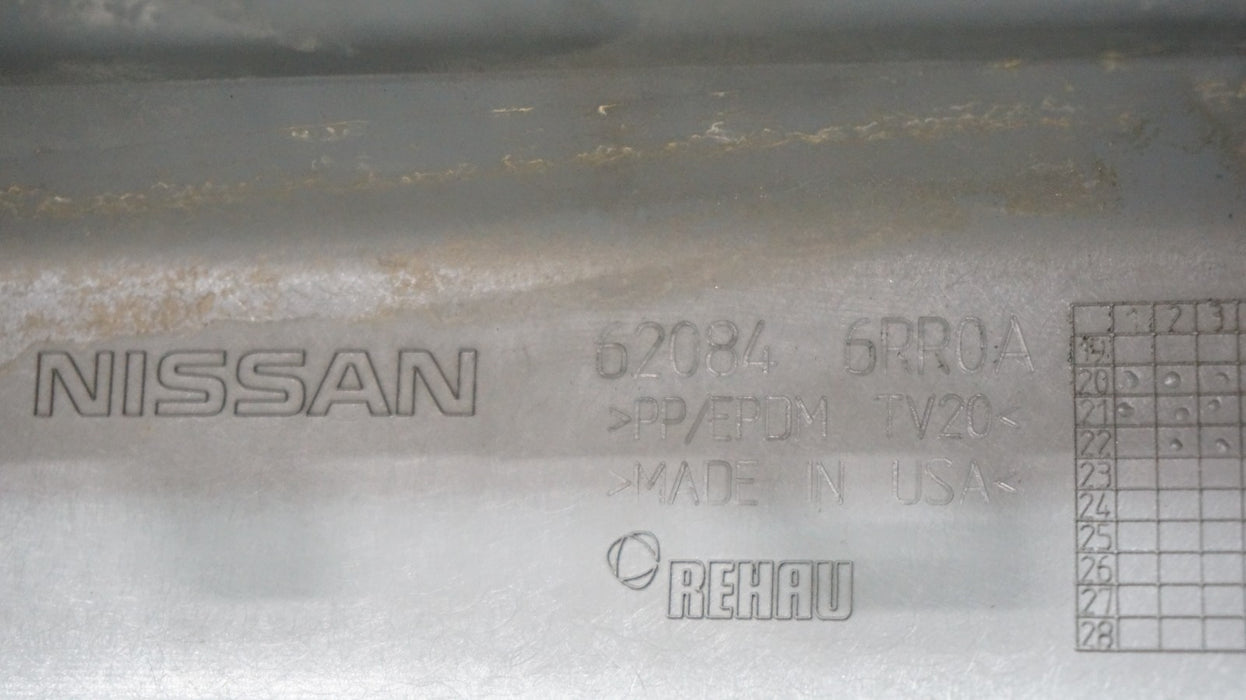 NISSAN
62084 6RR0A
>PP/EPDM TV20<
>MADE IN USA<
REHAU
1 2 3
19
20
21
22
23
24
25
26
27
28